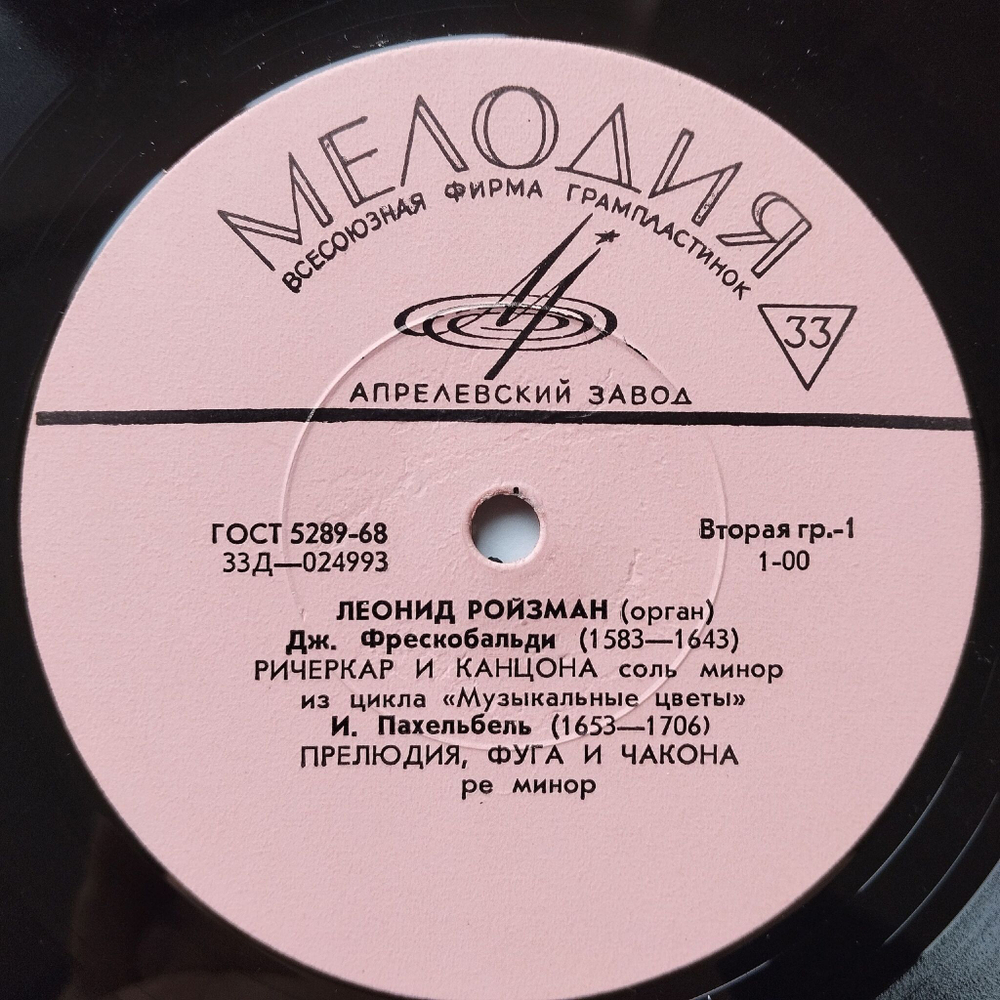 МЕЛОДИЯ
ВСЕСОЮЗНАЯ ФИРМА ГРАМПЛАСТИНОК
33
АПРЕЛЕВСКИЙ ЗАВОД
ГОСТ 5289-68 Вторая гр.-1
33Д—024993 1-00
ЛЕОНИД РОЙЗМАН (орган)
Дж. Фрескобальди (1583—1643)
РИЧЕРКАР И КАНЦОНА соль минор
из цикла «Музыкальные цветы»
И. Пахельбель (1653—1706)
ПРЕЛЮДИЯ, ФУГА И ЧАКОНА
ре минор